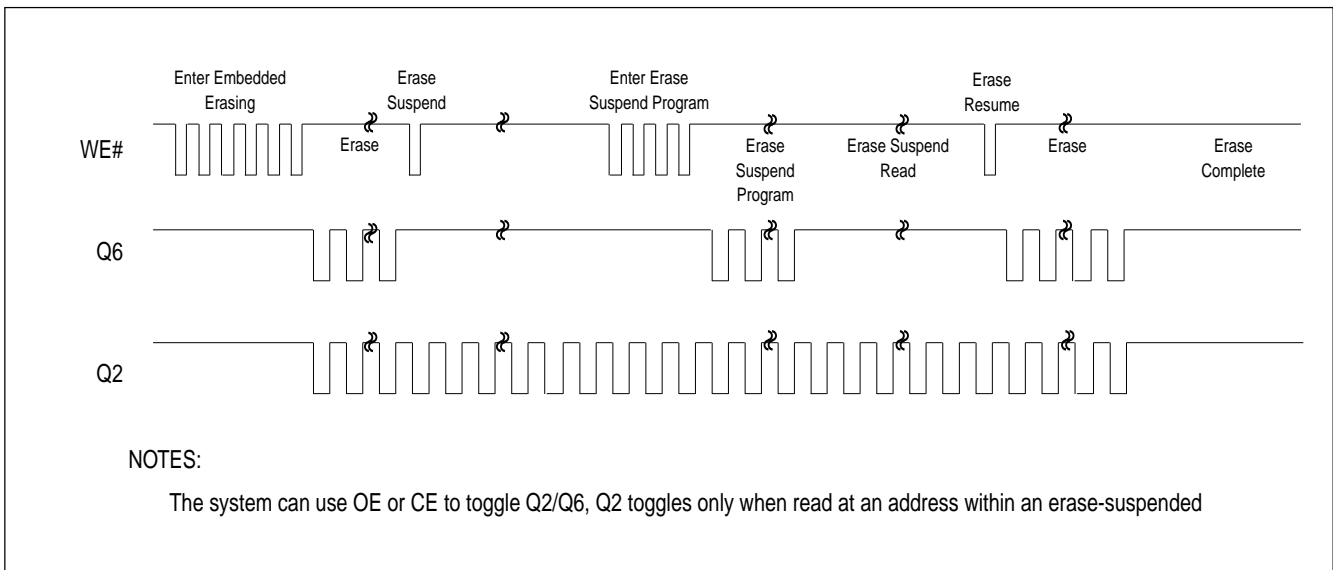 Enter Embedded
Erasing
Erase
Suspend
Enter Erase
Suspend Program
Erase
Resume
WE#
Erase
Erase
Suspend
Program
Erase Suspend
Read
Erase
Erase
Complete
Q6
Q2
NOTES:
The system can use OE or CE to toggle Q2/Q6, Q2 toggles only when read at an address within an erase-suspended